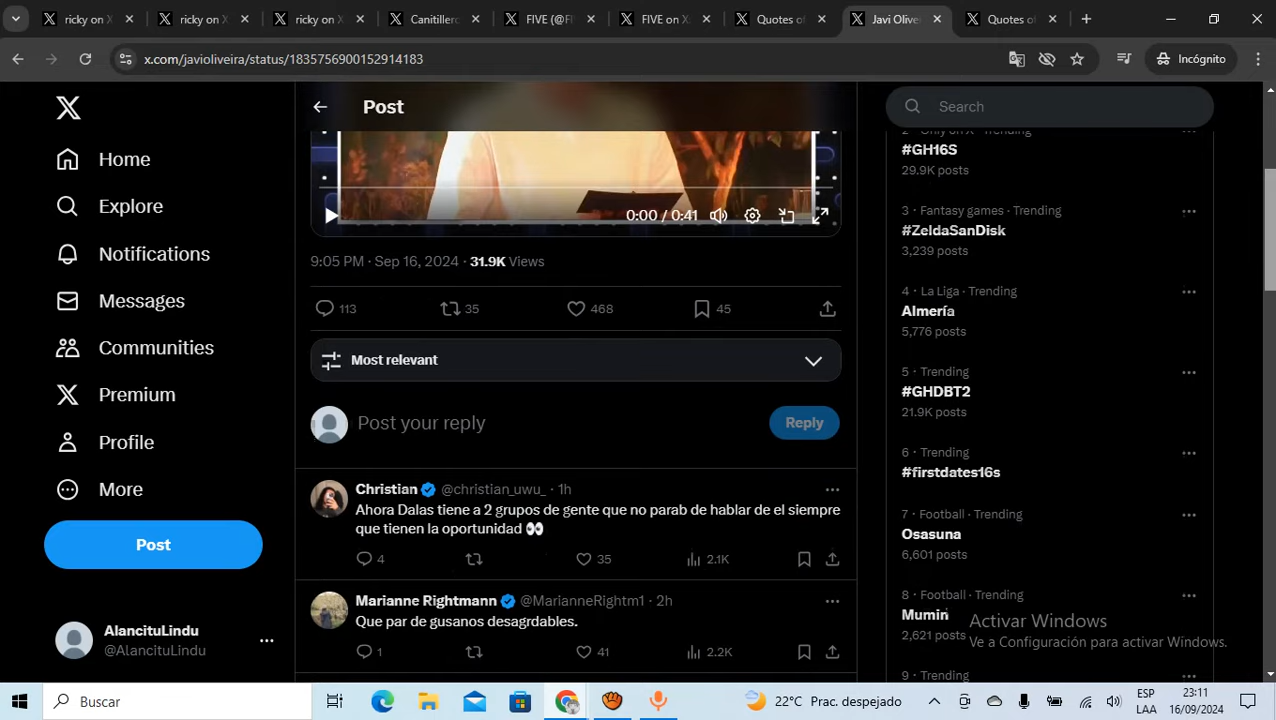 ricky on X
ricky on X
ricky on X
Canitillero
FIVE (@FI
FIVE on X
Quotes of
Javi Olive
Quotes of
x.com/javioliveira/status/1835756900152914183
Incógnito
Home
Explore
Notifications
Messages
Communities
Premium
Profile
More
Post
AlancituLindu
@AlancituLindu
Post
0:00 / 0:41
9:05 PM · Sep 16, 2024 · 31.9K Views
113 35 468 45
Most relevant
Post your reply
Reply
Christian @christian_uwu_ · 1h
Ahora Dalas tiene a 2 grupos de gente que no parab de hablar de el siempre
que tienen la oportunidad 👀
4 35 2.1K
Marianne Rightmann @MarianneRightm1 · 2h
Que par de gusanos desagrdables.
1 41 2.2K
Search
2 · Only on X · Trending
#GH16S
29.9K posts
3 · Fantasy games · Trending
#ZeldaSanDisk
3,239 posts
4 · La Liga · Trending
Almería
5,776 posts
5 · Trending
#GHDBT2
21.9K posts
6 · Trending
#firstdates16s
7 · Football · Trending
Osasuna
6,601 posts
8 · Football · Trending
Mumin
2,621 posts
9 · Trending
Activar Windows
Ve a Configuración para activar Windows.
Buscar
22°C Prac. despejado
ESP
LAA
23:11
16/09/2024